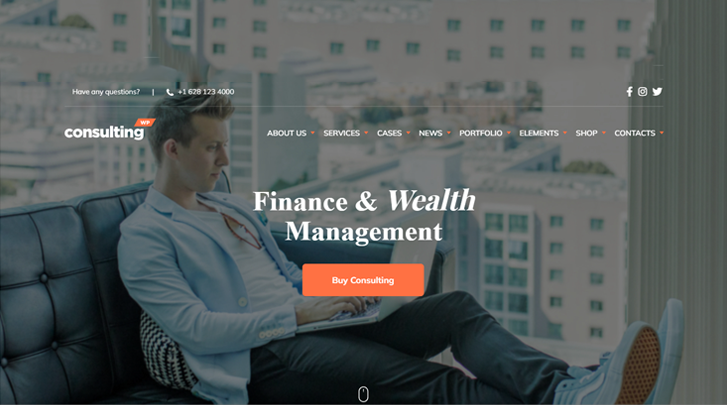 Have any questions? | +1 628 123 4000
consulting WP
ABOUT US SERVICES CASES NEWS PORTFOLIO ELEMENTS SHOP CONTACTS
Finance & Wealth
Management
Buy Consulting